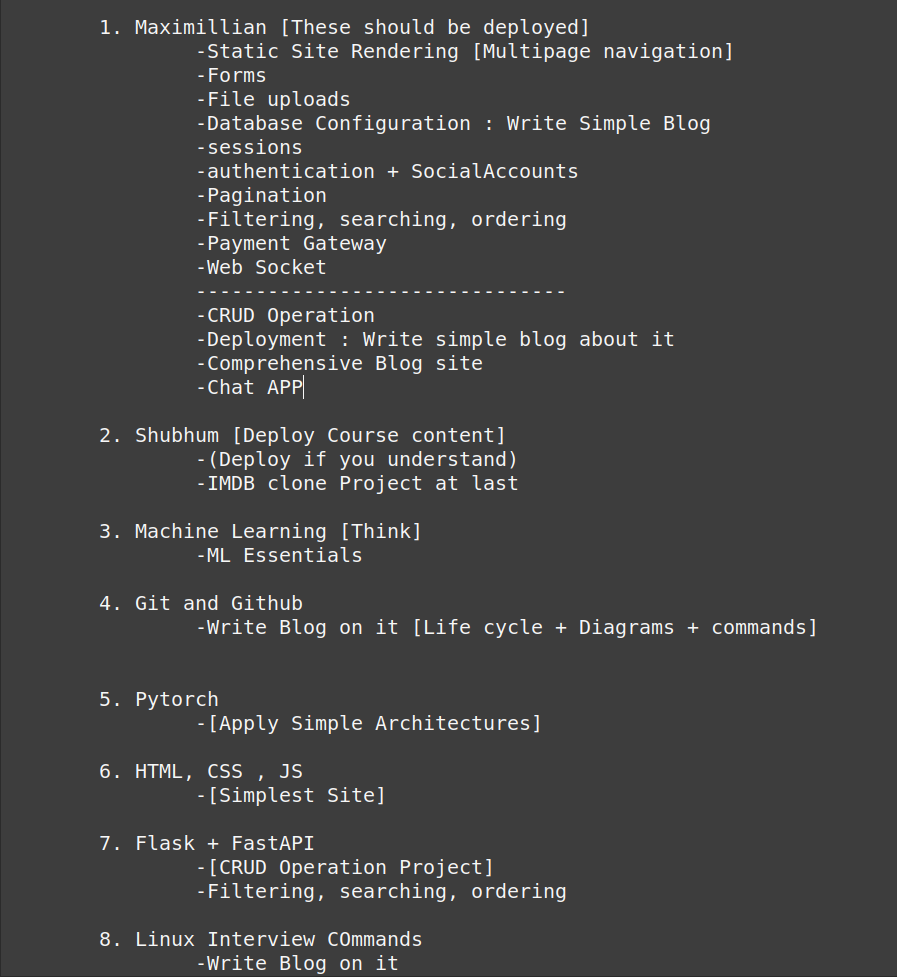 1. Maximillian [These should be deployed]
-Static Site Rendering [Multipage navigation]
-Forms
-File uploads
-Database Configuration : Write Simple Blog
-sessions
-authentication + SocialAccounts
-Pagination
-Filtering, searching, ordering
-Payment Gateway
-Web Socket
-------------------------------
-CRUD Operation
-Deployment : Write simple blog about it
-Comprehensive Blog site
-Chat APP
2. Shubhum [Deploy Course content]
-(Deploy if you understand)
-IMDB clone Project at last
3. Machine Learning [Think]
-ML Essentials
4. Git and Github
-Write Blog on it [Life cycle + Diagrams + commands]
5. Pytorch
-[Apply Simple Architectures]
6. HTML, CSS , JS
-[Simplest Site]
7. Flask + FastAPI
-[CRUD Operation Project]
-Filtering, searching, ordering
8. Linux Interview COmmands
-Write Blog on it